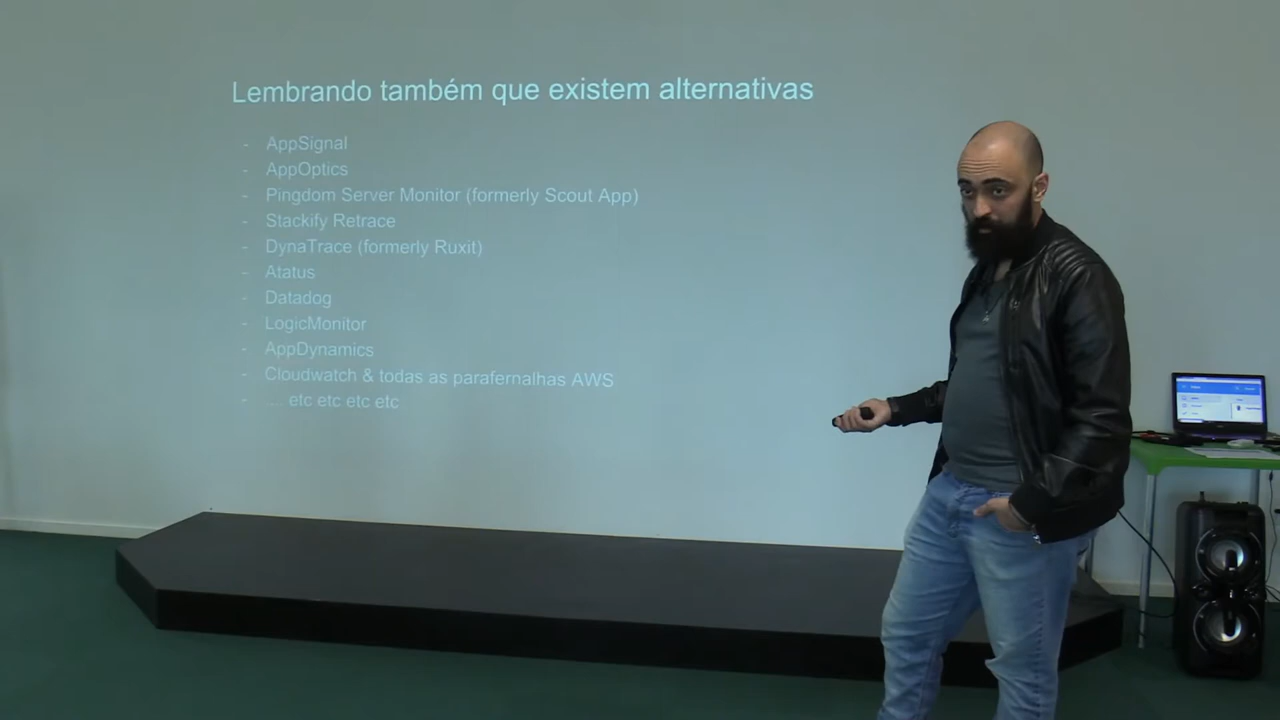 Lembrando também que existem alternativas
- AppSignal
- AppOptics
- Pingdom Server Monitor (formerly Scout App)
- Stackify Retrace
- DynaTrace (formerly Ruxit)
- Atatus
- Datadog
- LogicMonitor
- AppDynamics
- Cloudwatch & todas as parafernalhas AWS
- ... etc etc etc etc